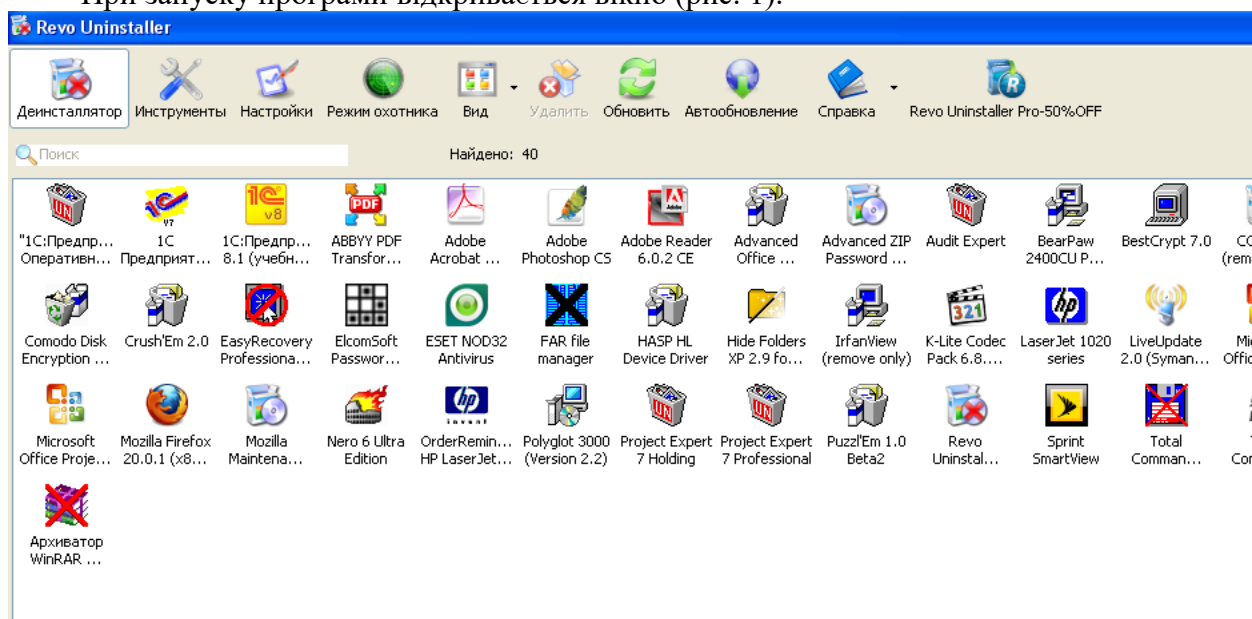 При запуску програми відкривається вікно (рис. 1).
Revo Uninstaller
Деинсталлятор Инструменты Настройки Режим охотника Вид Удалить Обновить Автообновление Справка Revo Uninstaller Pro-50%OFF
Поиск Найдено: 40
"1С:Предпр... 1С 1С:Предпр... ABBYY PDF Adobe Adobe Adobe Reader Advanced Advanced ZIP Audit Expert BearPaw BestCrypt 7.0
Оперативн... Предприят... 8.1 (учебн... Transfor... Acrobat ... Photoshop CS 6.0.2 CE Office ... Password ... 2400CU P...
Comodo Disk Crush'Em 2.0 EasyRecovery ElcomSoft ESET NOD32 FAR file HASP HL Hide Folders IrfanView K-Lite Codec LaserJet 1020 LiveUpdate
Encryption ... Professiona... Passwor... Antivirus manager Device Driver XP 2.9 fo... (remove only) Pack 6.8.... series 2.0 (Syman...
Microsoft Mozilla Firefox Mozilla Nero 6 Ultra OrderRemin... Polyglot 3000 Project Expert Project Expert Puzzl'Em 1.0 Revo Sprint Total
Office Proje... 20.0.1 (x8... Maintena... Edition HP LaserJet... (Version 2.2) 7 Holding 7 Professional Beta2 Uninstal... SmartView Comman...
Архиватор
WinRAR ...